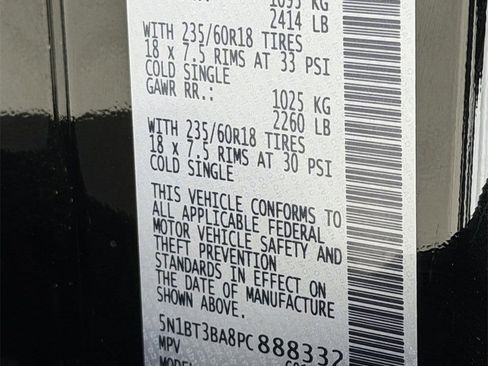 1095 KG
2414 LB
WITH 235/60R18 TIRES
18 x 7.5 RIMS AT 33 PSI
COLD SINGLE
GAWR RR.:
1025 KG
2260 LB
WITH 235/60R18 TIRES
18 x 7.5 RIMS AT 30 PSI
COLD SINGLE
THIS VEHICLE CONFORMS TO
ALL APPLICABLE FEDERAL
MOTOR VEHICLE SAFETY AND
THEFT PREVENTION
STANDARDS IN EFFECT ON
THE DATE OF MANUFACTURE
SHOWN ABOVE.
5N1BT3BA8PC888332
MPV